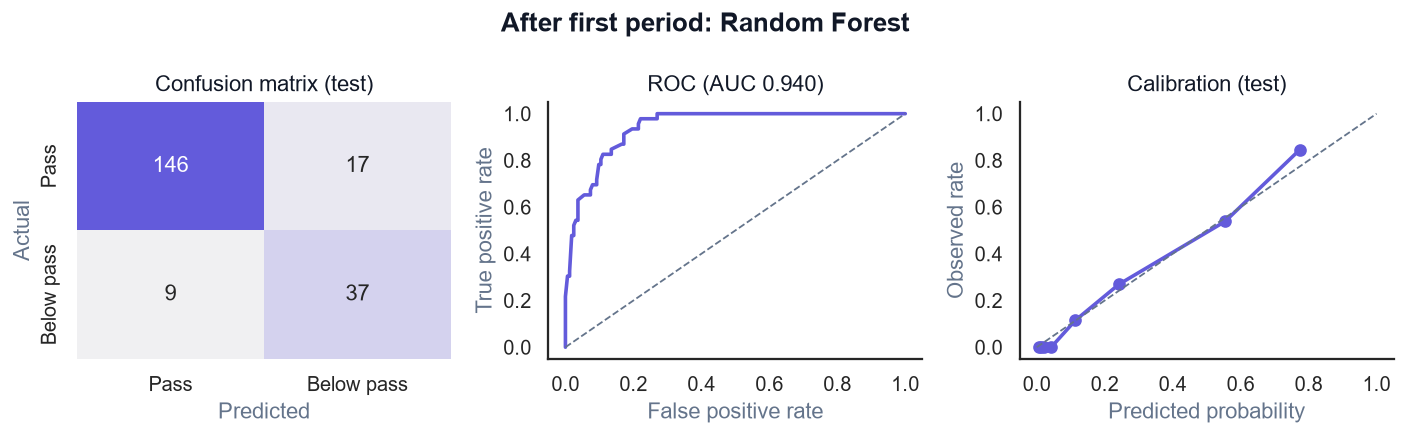 After first period: Random Forest
Confusion matrix (test)
Actual
Pass
Below pass
146
17
9
37
Pass
Below pass
Predicted
ROC (AUC 0.940)
True positive rate
1.0
0.8
0.6
0.4
0.2
0.0
0.0
0.2
0.4
0.6
0.8
1.0
False positive rate
Calibration (test)
Observed rate
1.0
0.8
0.6
0.4
0.2
0.0
0.0
0.2
0.4
0.6
0.8
1.0
Predicted probability